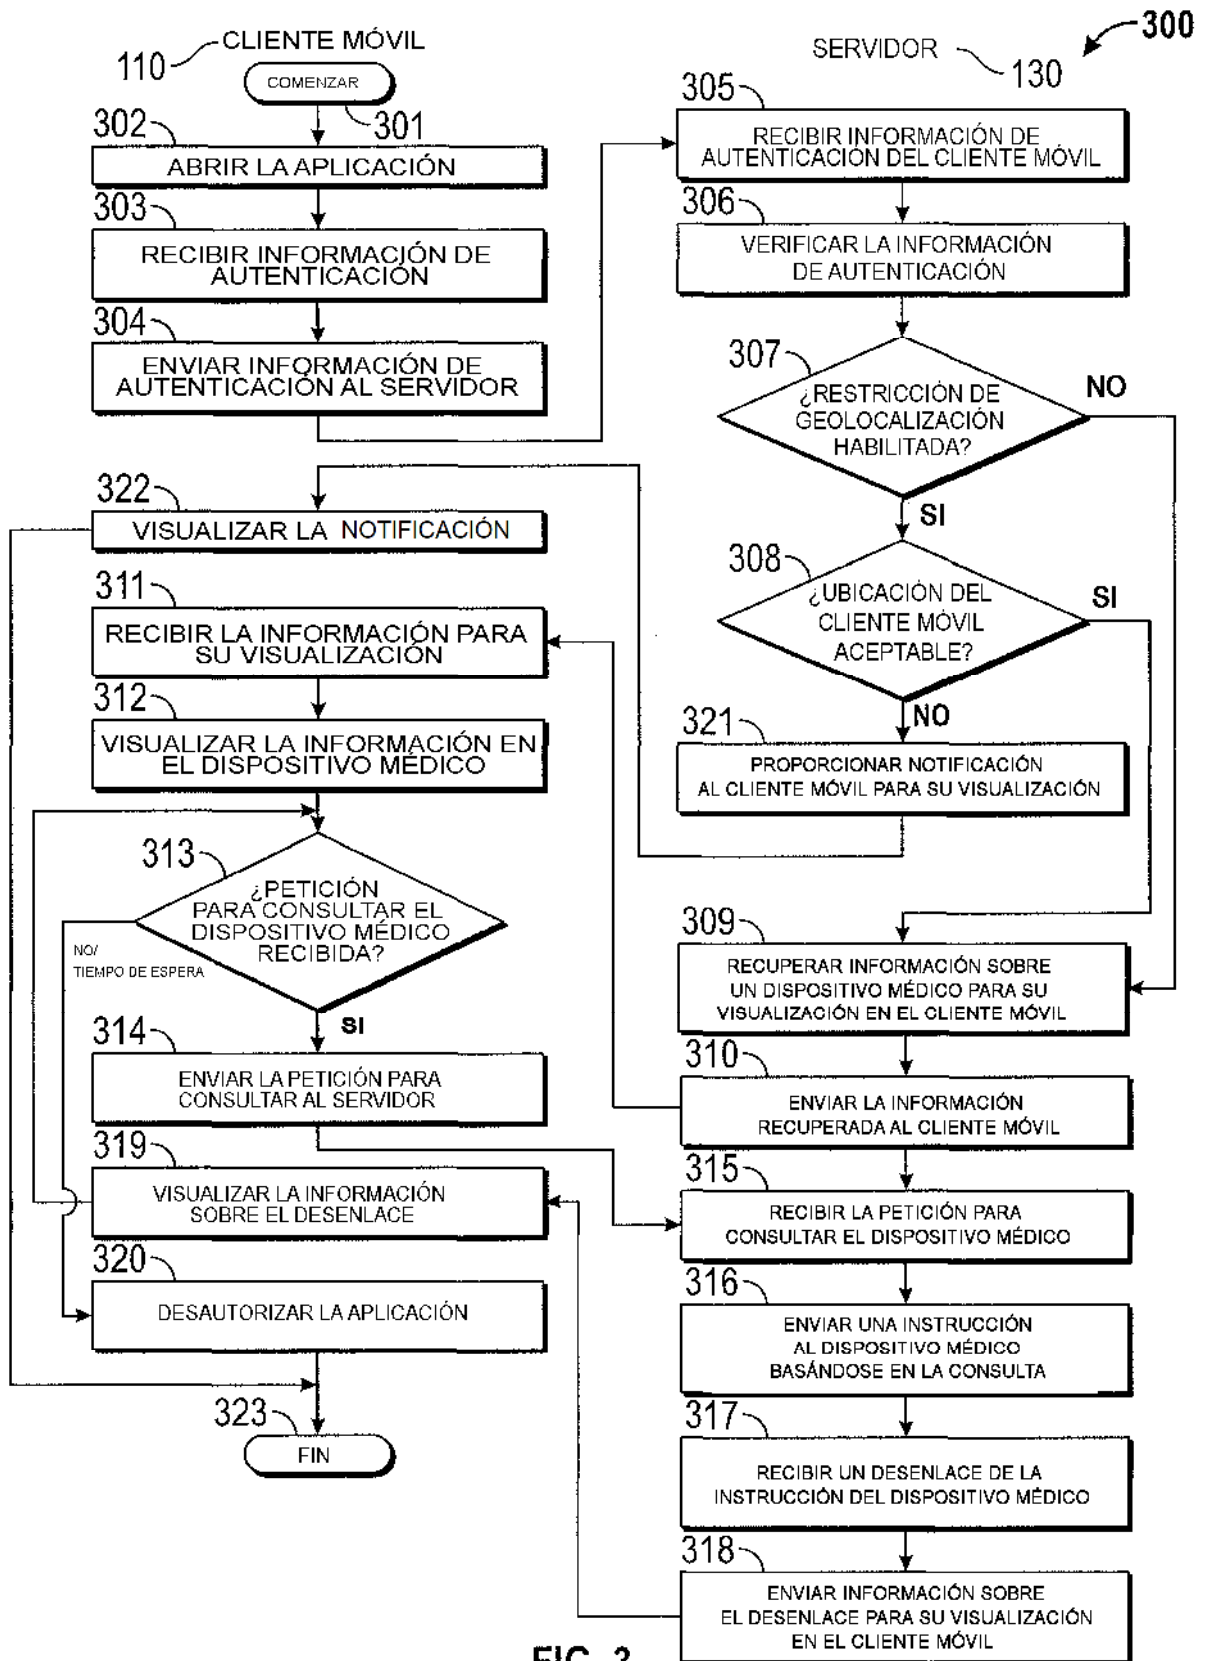 300
CLIENTE MÓVIL
110
COMENZAR
301
302
ABRIR LA APLICACIÓN
303
RECIBIR INFORMACIÓN DE
AUTENTICACIÓN
304
ENVIAR INFORMACIÓN DE
AUTENTICACIÓN AL SERVIDOR
322
VISUALIZAR LA NOTIFICACIÓN
311
RECIBIR LA INFORMACIÓN PARA
SU VISUALIZACIÓN
312
VISUALIZAR LA INFORMACIÓN EN
EL DISPOSITIVO MÉDICO
313
¿PETICIÓN
PARA CONSULTAR EL
DISPOSITIVO MÉDICO
RECIBIDA?
NO/
TIEMPO DE ESPERA
SI
314
ENVIAR LA PETICIÓN PARA
CONSULTAR AL SERVIDOR
319
VISUALIZAR LA INFORMACIÓN
SOBRE EL DESENLACE
320
DESAUTORIZAR LA APLICACIÓN
323
FIN
SERVIDOR
130
305
RECIBIR INFORMACIÓN DE
AUTENTICACIÓN DEL CLIENTE MÓVIL
306
VERIFICAR LA INFORMACIÓN
DE AUTENTICACIÓN
307
¿RESTRICCIÓN DE
GEOLOCALIZACIÓN
HABILITADA?
NO
SI
308
¿UBICACIÓN DEL
CLIENTE MÓVIL
ACEPTABLE?
SI
NO
321
PROPORCIONAR NOTIFICACIÓN
AL CLIENTE MÓVIL PARA SU VISUALIZACIÓN
309
RECUPERAR INFORMACIÓN SOBRE
UN DISPOSITIVO MÉDICO PARA SU
VISUALIZACIÓN EN EL CLIENTE MÓVIL
310
ENVIAR LA INFORMACIÓN
RECUPERADA AL CLIENTE MÓVIL
315
RECIBIR LA PETICIÓN PARA
CONSULTAR EL DISPOSITIVO MÉDICO
316
ENVIAR UNA INSTRUCCIÓN
AL DISPOSITIVO MÉDICO
BASÁNDOSE EN LA CONSULTA
317
RECIBIR UN DESENLACE DE LA
INSTRUCCIÓN DEL DISPOSITIVO MÉDICO
318
ENVIAR INFORMACIÓN SOBRE
EL DESENLACE PARA SU VISUALIZACIÓN
EN EL CLIENTE MÓVIL
FIG.